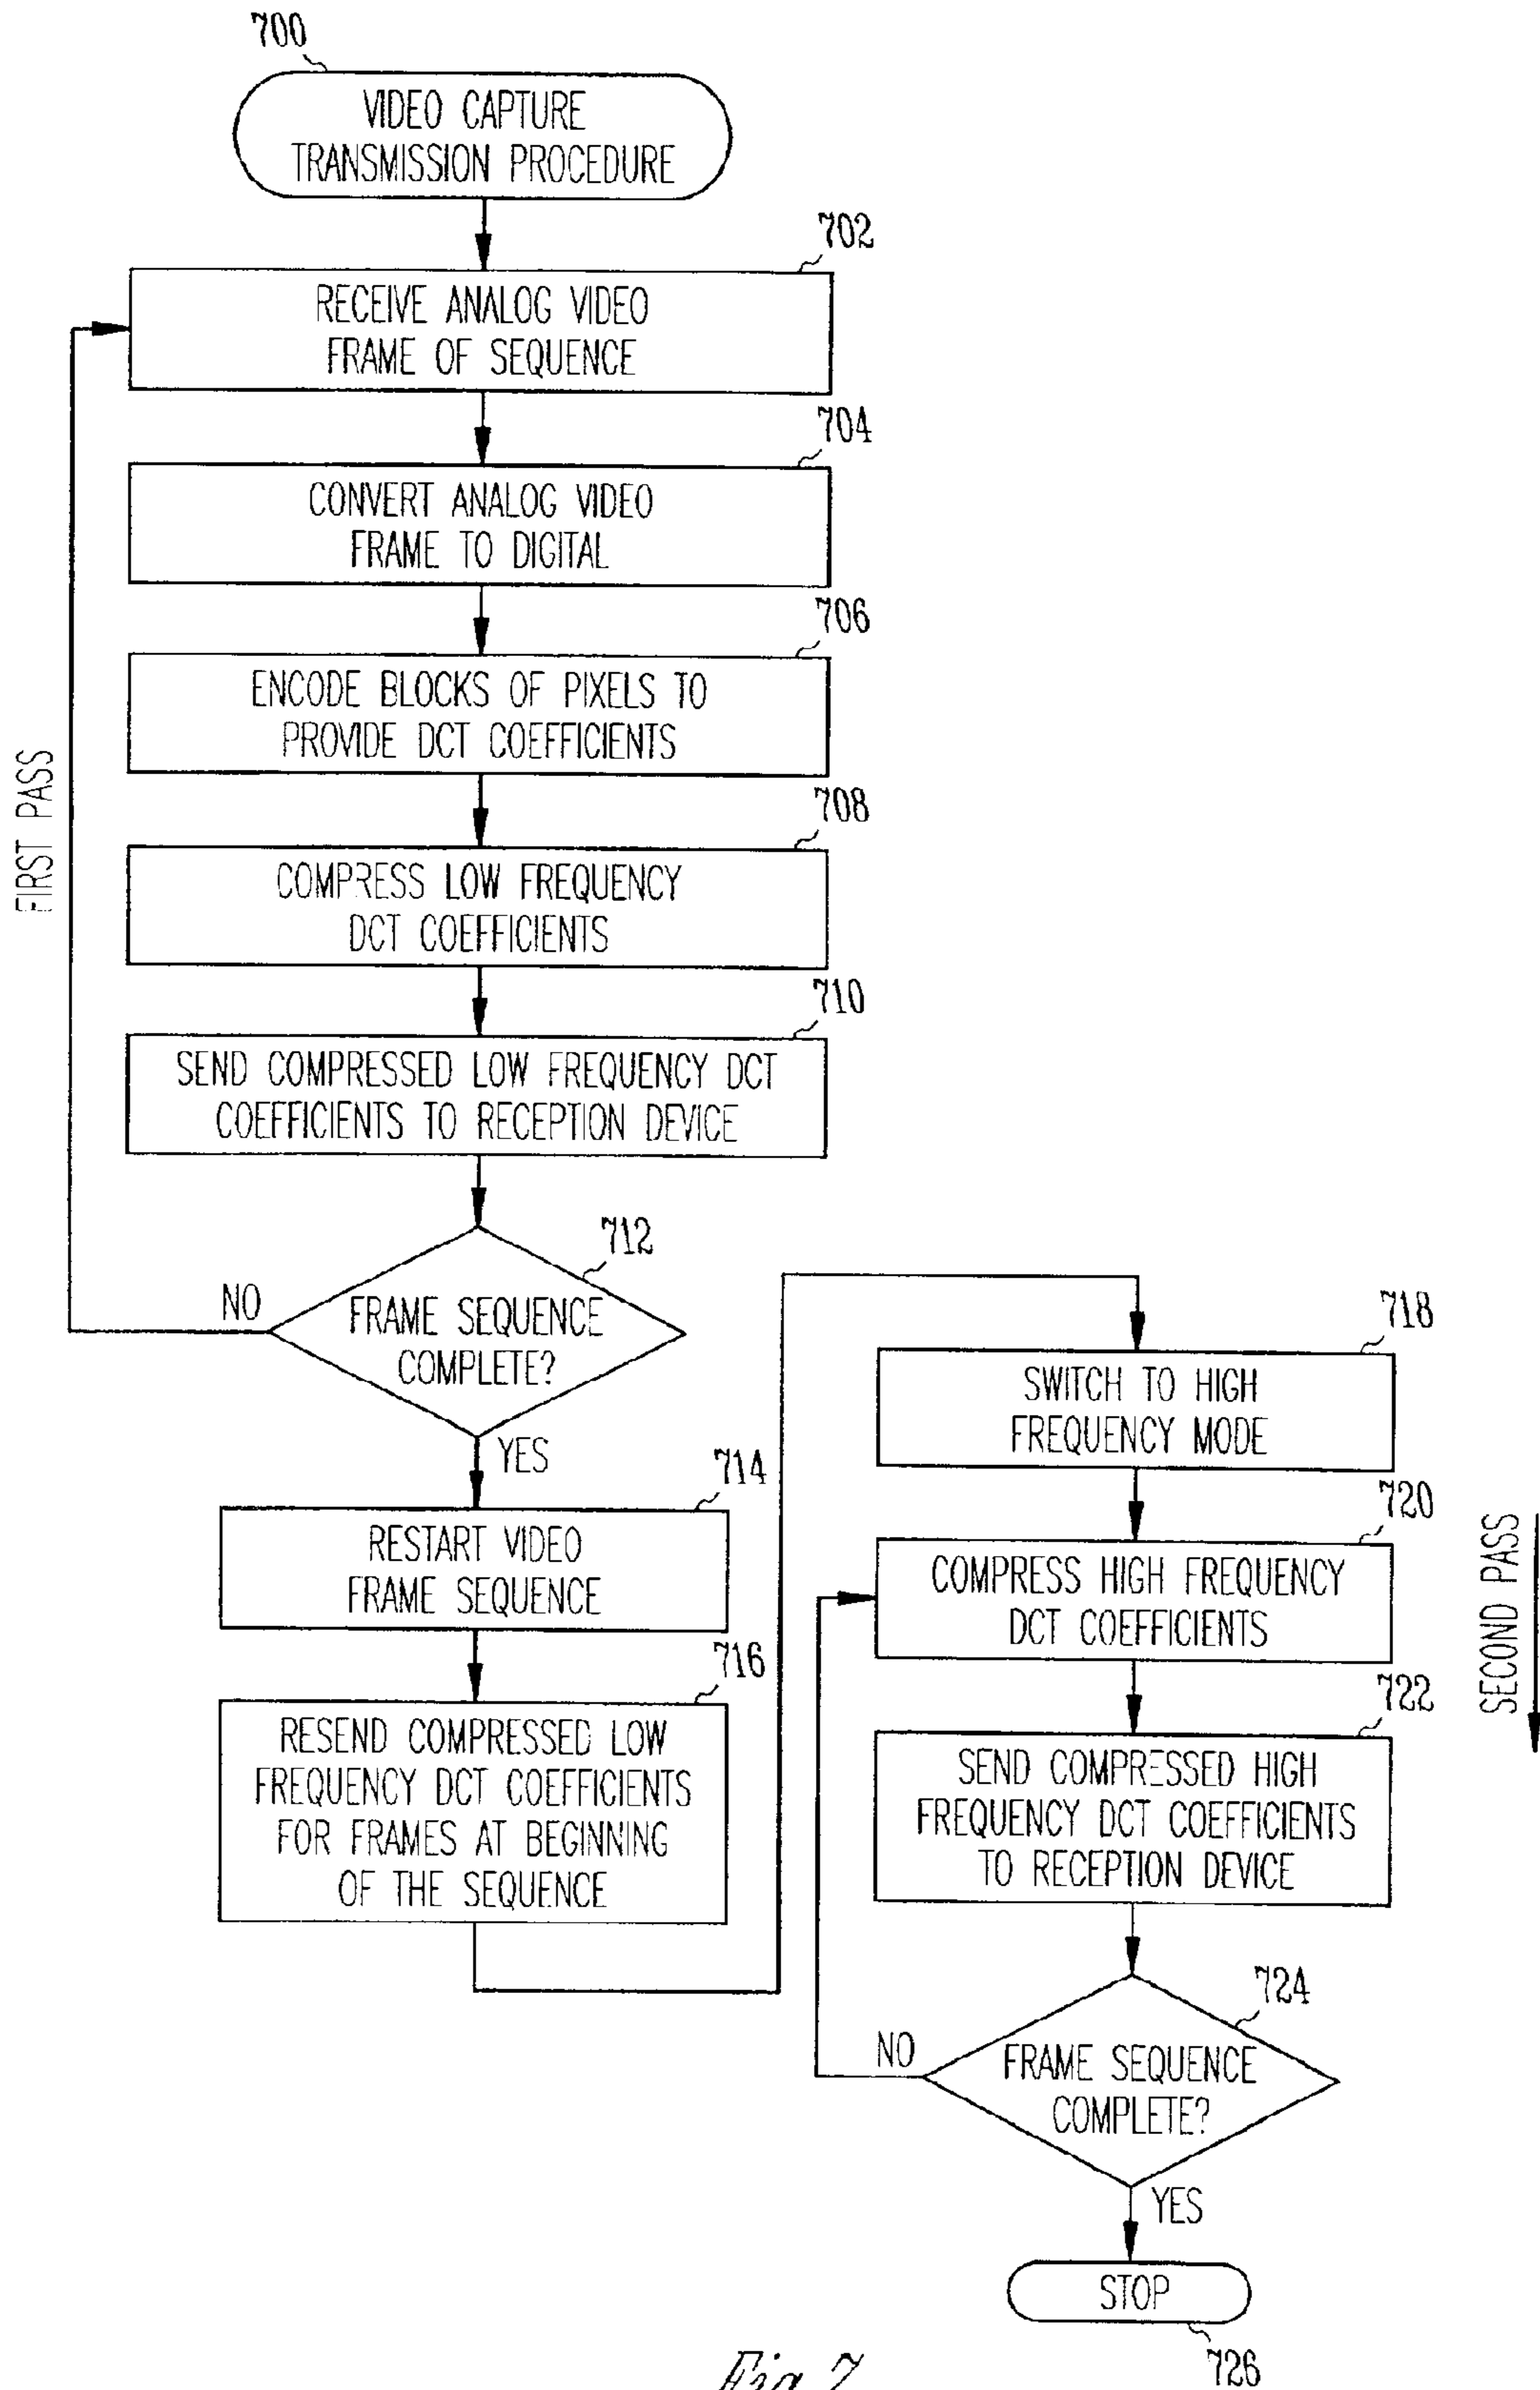 700
VIDEO CAPTURE
TRANSMISSION PROCEDURE
702
RECEIVE ANALOG VIDEO
FRAME OF SEQUENCE
704
CONVERT ANALOG VIDEO
FRAME TO DIGITAL
706
ENCODE BLOCKS OF PIXELS TO
PROVIDE DCT COEFFICIENTS
708
COMPRESS LOW FREQUENCY
DCT COEFFICIENTS
710
SEND COMPRESSED LOW FREQUENCY DCT
COEFFICIENTS TO RECEPTION DEVICE
FIRST PASS
712
FRAME SEQUENCE
COMPLETE?
NO
YES
714
RESTART VIDEO
FRAME SEQUENCE
716
RESEND COMPRESSED LOW
FREQUENCY DCT COEFFICIENTS
FOR FRAMES AT BEGINNING
OF THE SEQUENCE
718
SWITCH TO HIGH
FREQUENCY MODE
720
COMPRESS HIGH FREQUENCY
DCT COEFFICIENTS
722
SEND COMPRESSED HIGH
FREQUENCY DCT COEFFICIENTS
TO RECEPTION DEVICE
SECOND PASS
724
FRAME SEQUENCE
COMPLETE?
NO
YES
STOP
726
Fig 7